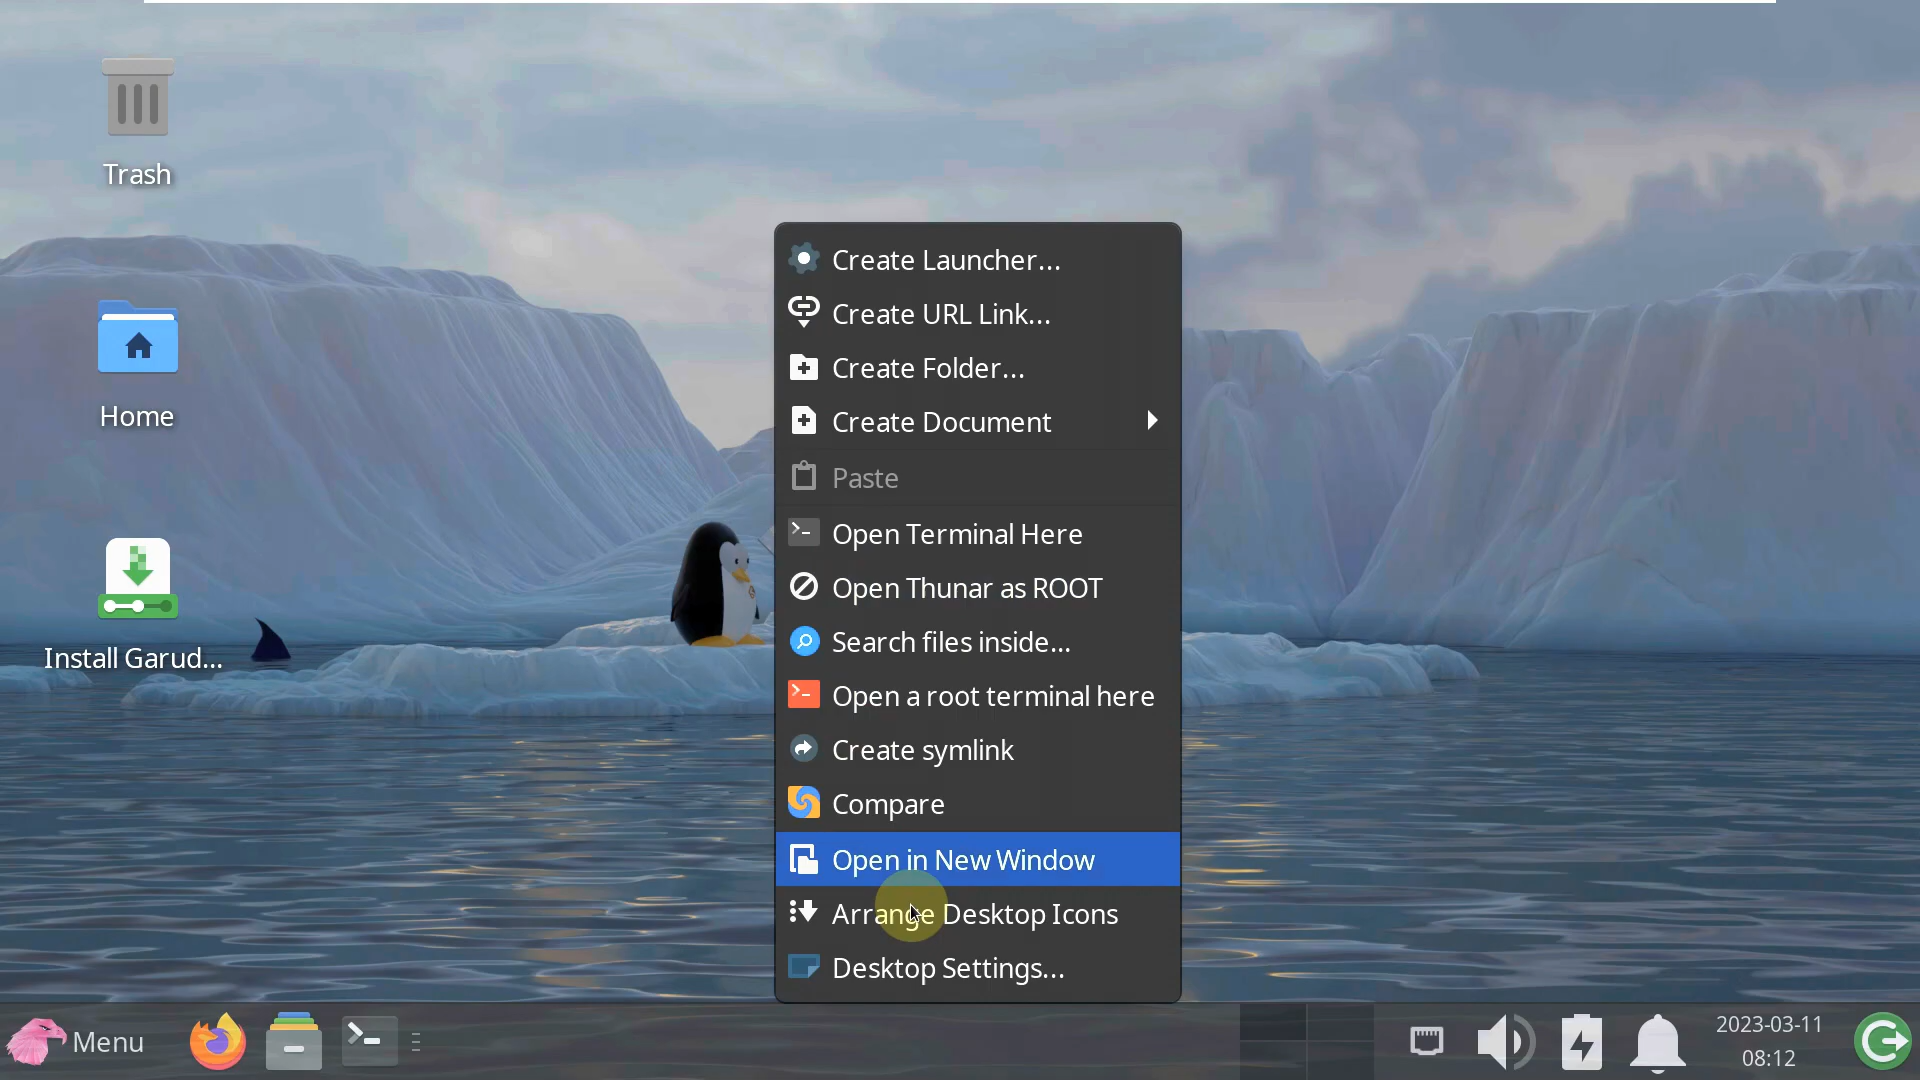 Trash
Home
Install Garud...
Create Launcher...
Create URL Link...
Create Folder...
Create Document
Paste
Open Terminal Here
Open Thunar as ROOT
Search files inside...
Open a root terminal here
Create symlink
Compare
Open in New Window
Arrange Desktop Icons
Desktop Settings...
Menu
2023-03-11
08:12